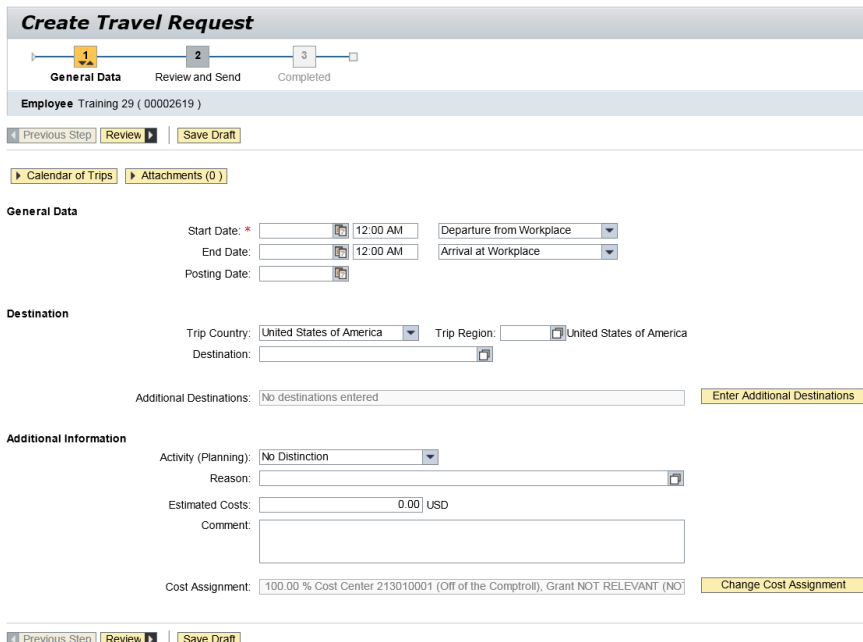 Create Travel Request
1 2 3
General Data Review and Send Completed
Employee Training 29 ( 00002619 )
Previous Step Review Save Draft
Calendar of Trips Attachments (0 )
General Data
Start Date: * 12:00 AM Departure from Workplace
End Date: 12:00 AM Arrival at Workplace
Posting Date:
Destination
Trip Country: United States of America Trip Region: United States of America
Destination:
Additional Destinations: No destinations entered Enter Additional Destinations
Additional Information
Activity (Planning): No Distinction
Reason:
Estimated Costs: 0.00 USD
Comment:
Cost Assignment: 100.00 % Cost Center 213010001 (Off of the Comptroll), Grant NOT RELEVANT (NOT Change Cost Assignment
Previous Step Review Save Draft